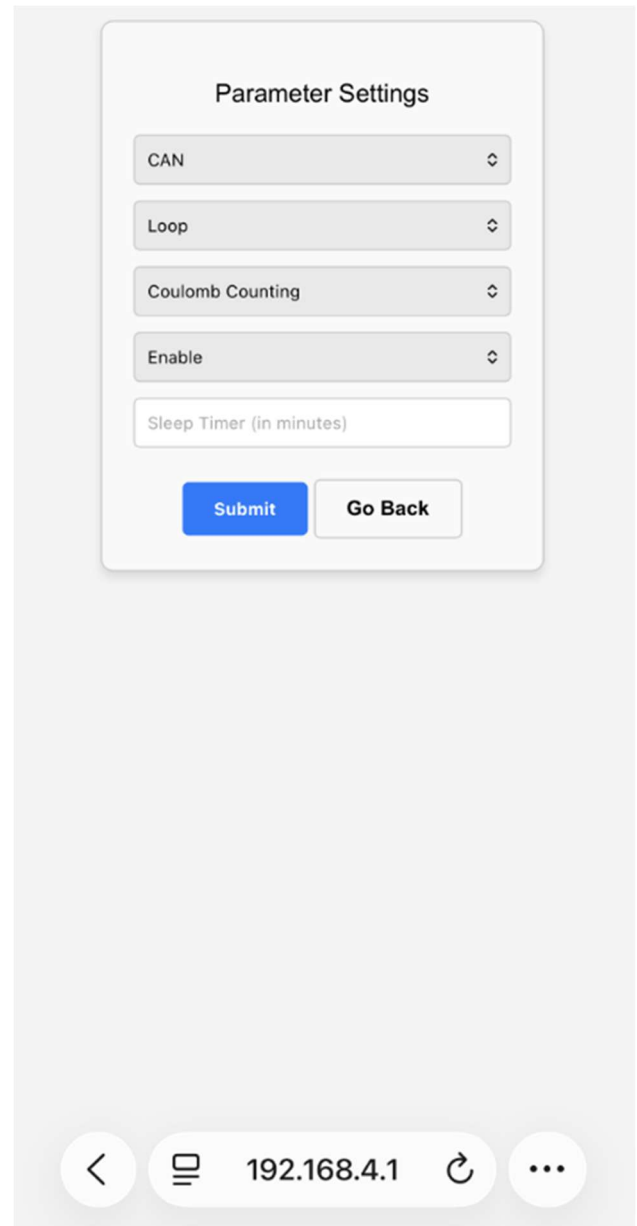 Parameter Settings
CAN
Loop
Coulomb Counting
Enable
Sleep Timer (in minutes)
Submit Go Back
192.168.4.1